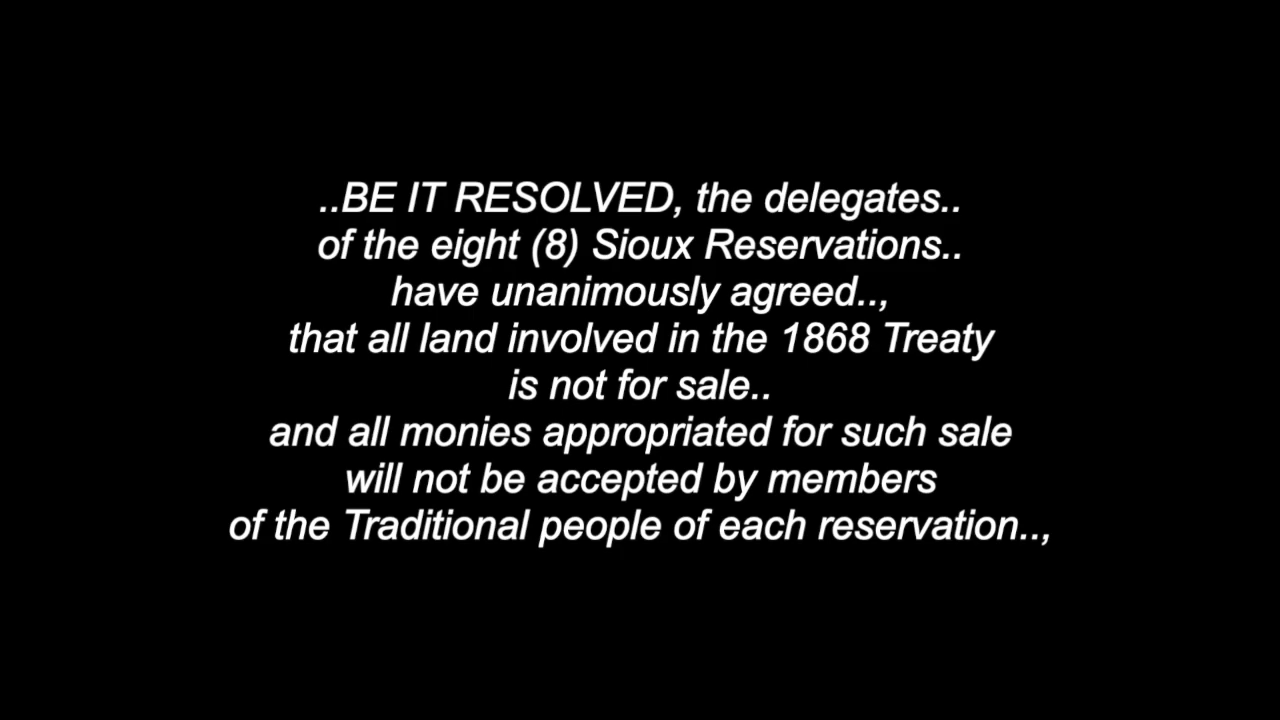 ..BE IT RESOLVED, the delegates..
of the eight (8) Sioux Reservations..
have unanimously agreed..,
that all land involved in the 1868 Treaty
is not for sale..
and all monies appropriated for such sale
will not be accepted by members
of the Traditional people of each reservation..,